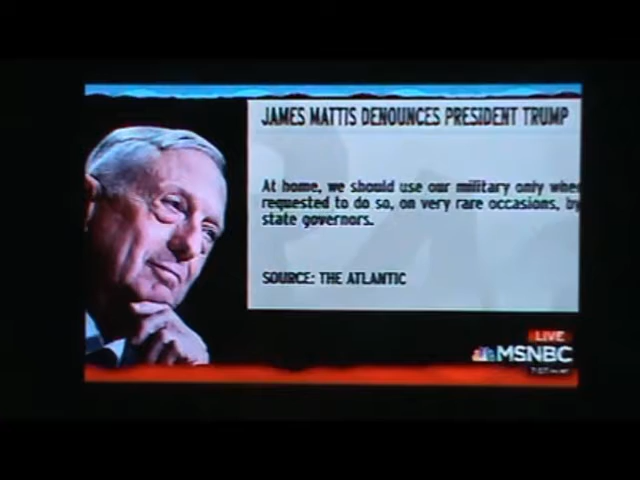 JAMES MATTIS DENOUNCES PRESIDENT TRUMP
At home, we should use our military only when
requested to do so, on very rare occasions, by
state governors.
SOURCE: THE ATLANTIC
LIVE
MSNBC